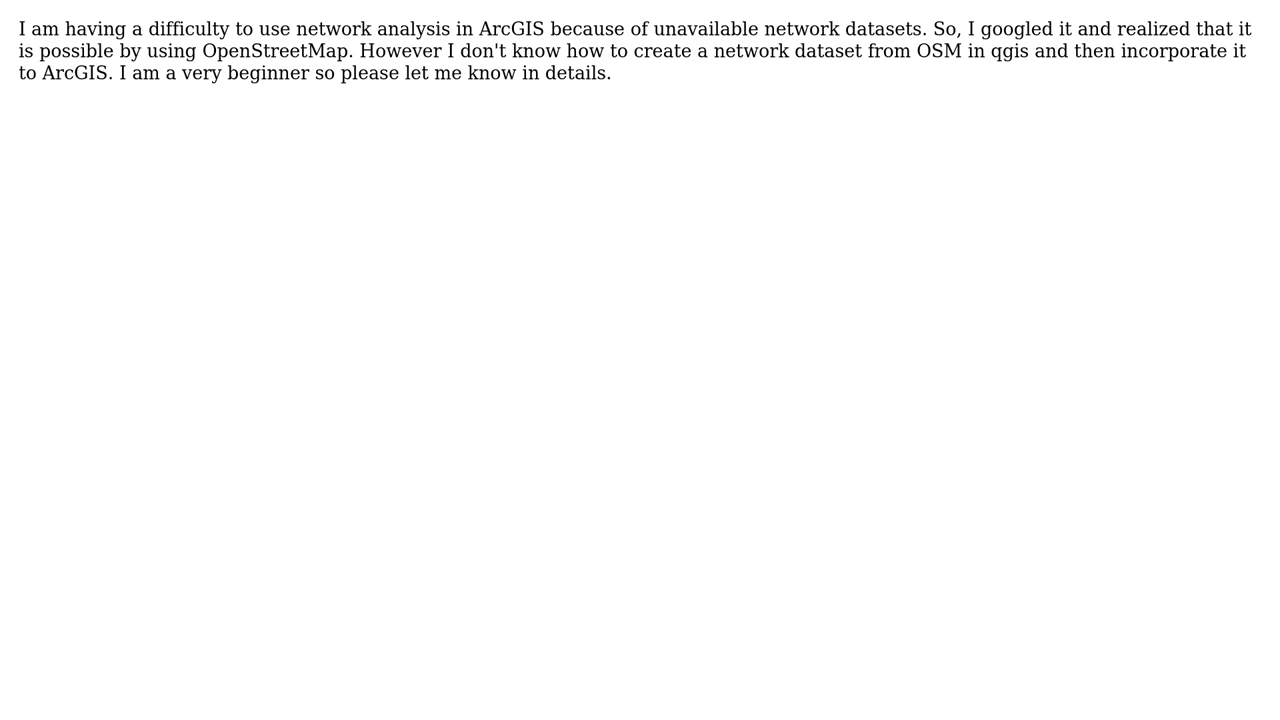 I am having a difficulty to use network analysis in ArcGIS because of unavailable network datasets. So, I googled it and realized that it
is possible by using OpenStreetMap. However I don't know how to create a network dataset from OSM in qgis and then incorporate it
to ArcGIS. I am a very beginner so please let me know in details.